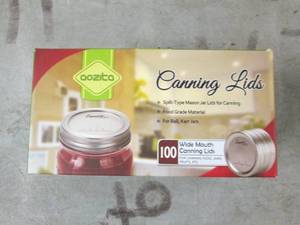 aozita
Canning Lids
Split-Type Mason Jar Lids for Canning
Food Grade Material
For Ball, Kerr Jars
100
Wide Mouth
Canning Lids